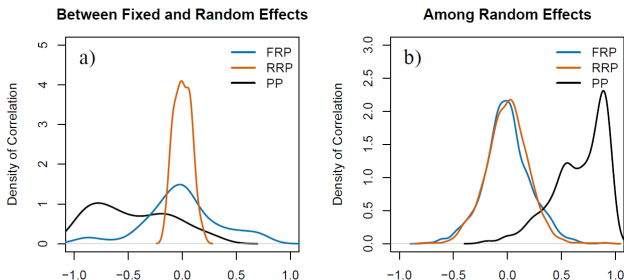 Between Fixed and Random Effects
Density of Correlation
0 1 2 3 4 5
a)
FRP
RRP
PP
−1.0 −0.5 0.0 0.5 1.0
Among Random Effects
Density of Correlation
0.0 0.5 1.0 1.5 2.0 2.5 3.0
b)
FRP
RRP
PP
−1.0 −0.5 0.0 0.5 1.0